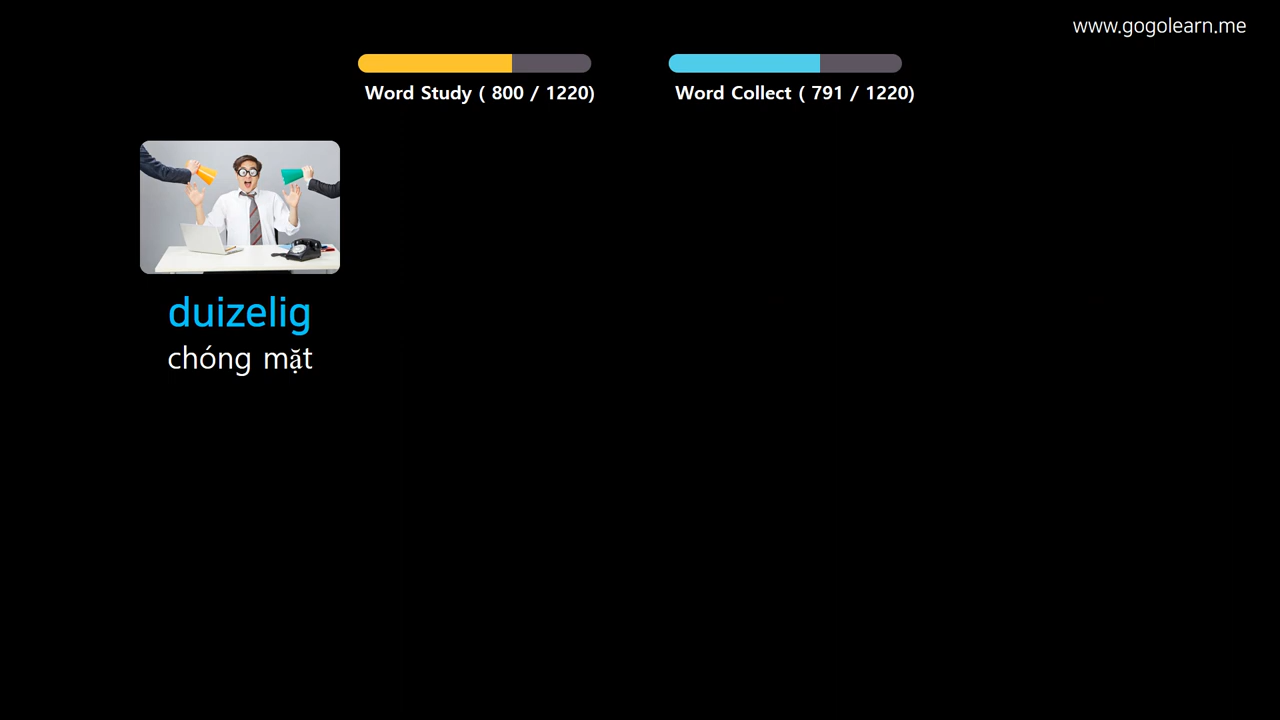 www.gogolearn.me
Word Study ( 800 / 1220)
Word Collect ( 791 / 1220)
duizelig
chóng mặt